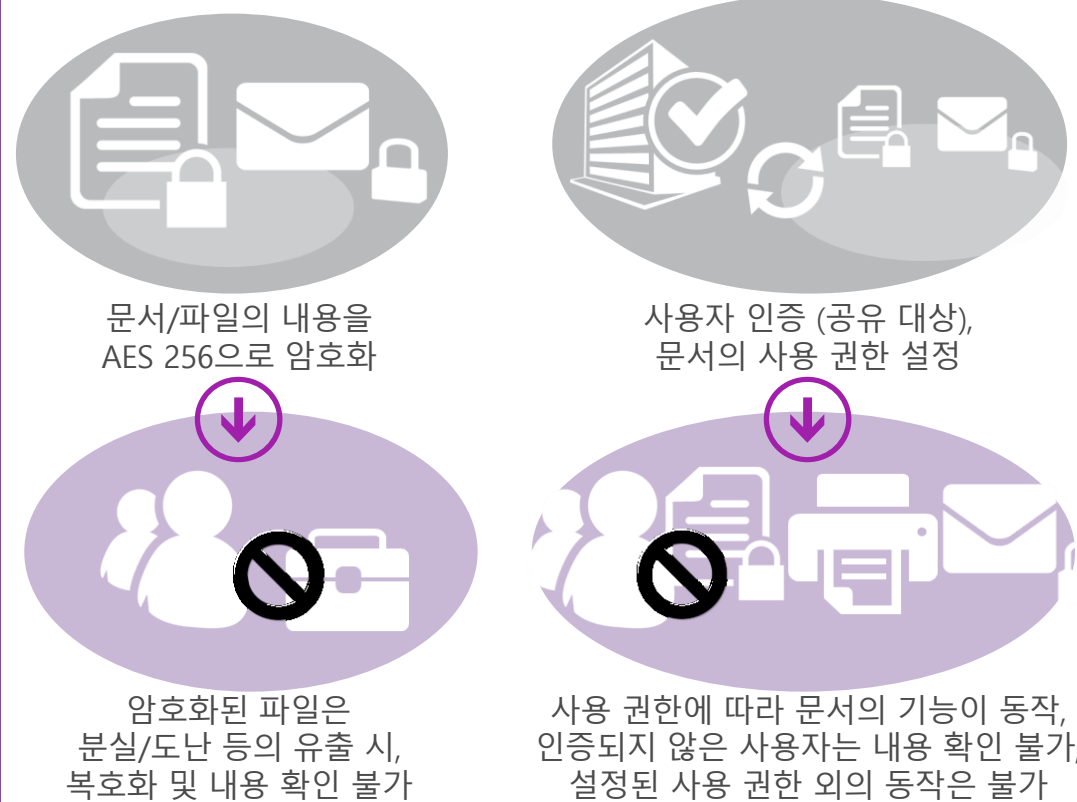 문서/파일의 내용을
AES 256으로 암호화
사용자 인증 (공유 대상),
문서의 사용 권한 설정
암호화된 파일은
분실/도난 등의 유출 시,
복호화 및 내용 확인 불가
사용 권한에 따라 문서의 기능이 동작,
인증되지 않은 사용자는 내용 확인 불가,
설정된 사용 권한 외의 동작은 불가